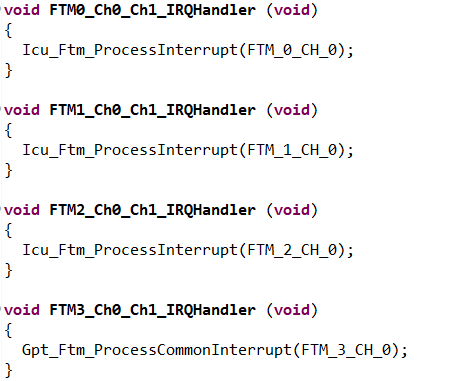 void FTM0_Ch0_Ch1_IRQHandler (void)
{
  Icu_Ftm_ProcessInterrupt(FTM_0_CH_0);
}
void FTM1_Ch0_Ch1_IRQHandler (void)
{
  Icu_Ftm_ProcessInterrupt(FTM_1_CH_0);
}
void FTM2_Ch0_Ch1_IRQHandler (void)
{
  Icu_Ftm_ProcessInterrupt(FTM_2_CH_0);
}
void FTM3_Ch0_Ch1_IRQHandler (void)
{
  Gpt_Ftm_ProcessCommonInterrupt(FTM_3_CH_0);
}